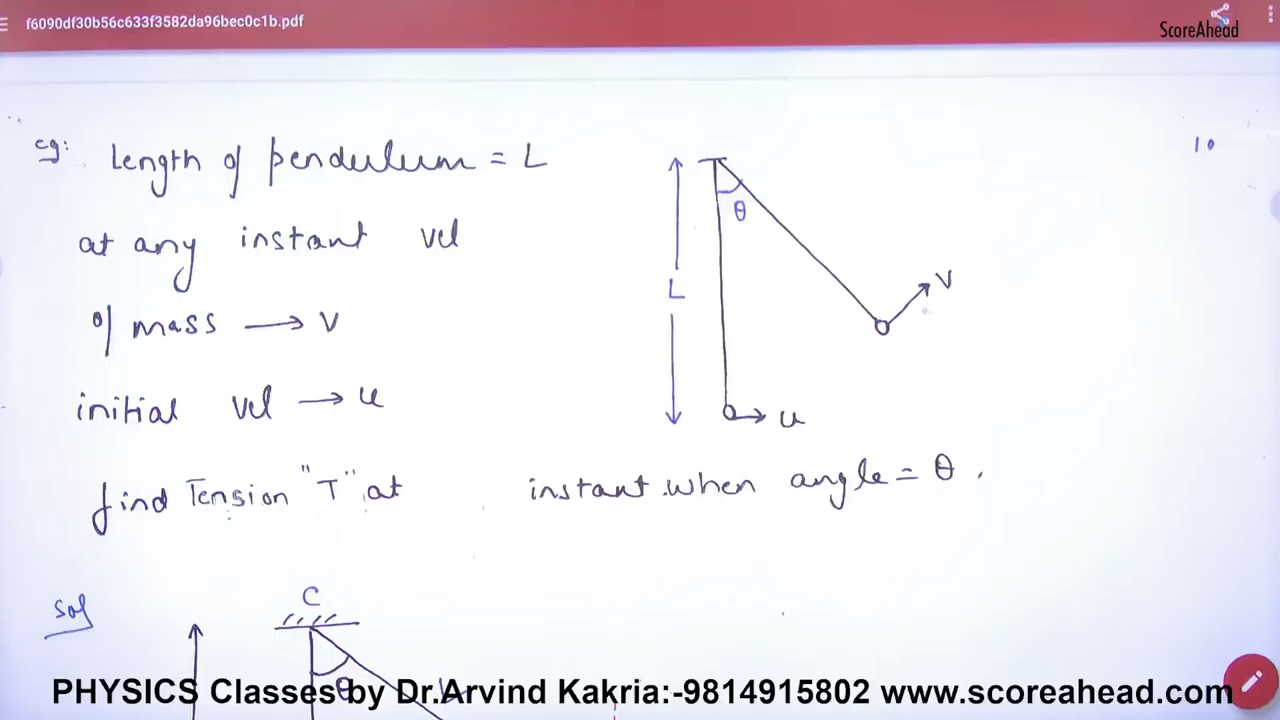 f6090df30b56c633f3582da96bec0c1b.pdf
ScoreAhead
10
eg: Length of pendulum = L
at any instant vel
of mass → v
initial vel → u
find Tension "T" at instant when angle = θ.
θ
L
v
u
Sol
C
θ
PHYSICS Classes by Dr.Arvind Kakria:-9814915802 www.scoreahead.com